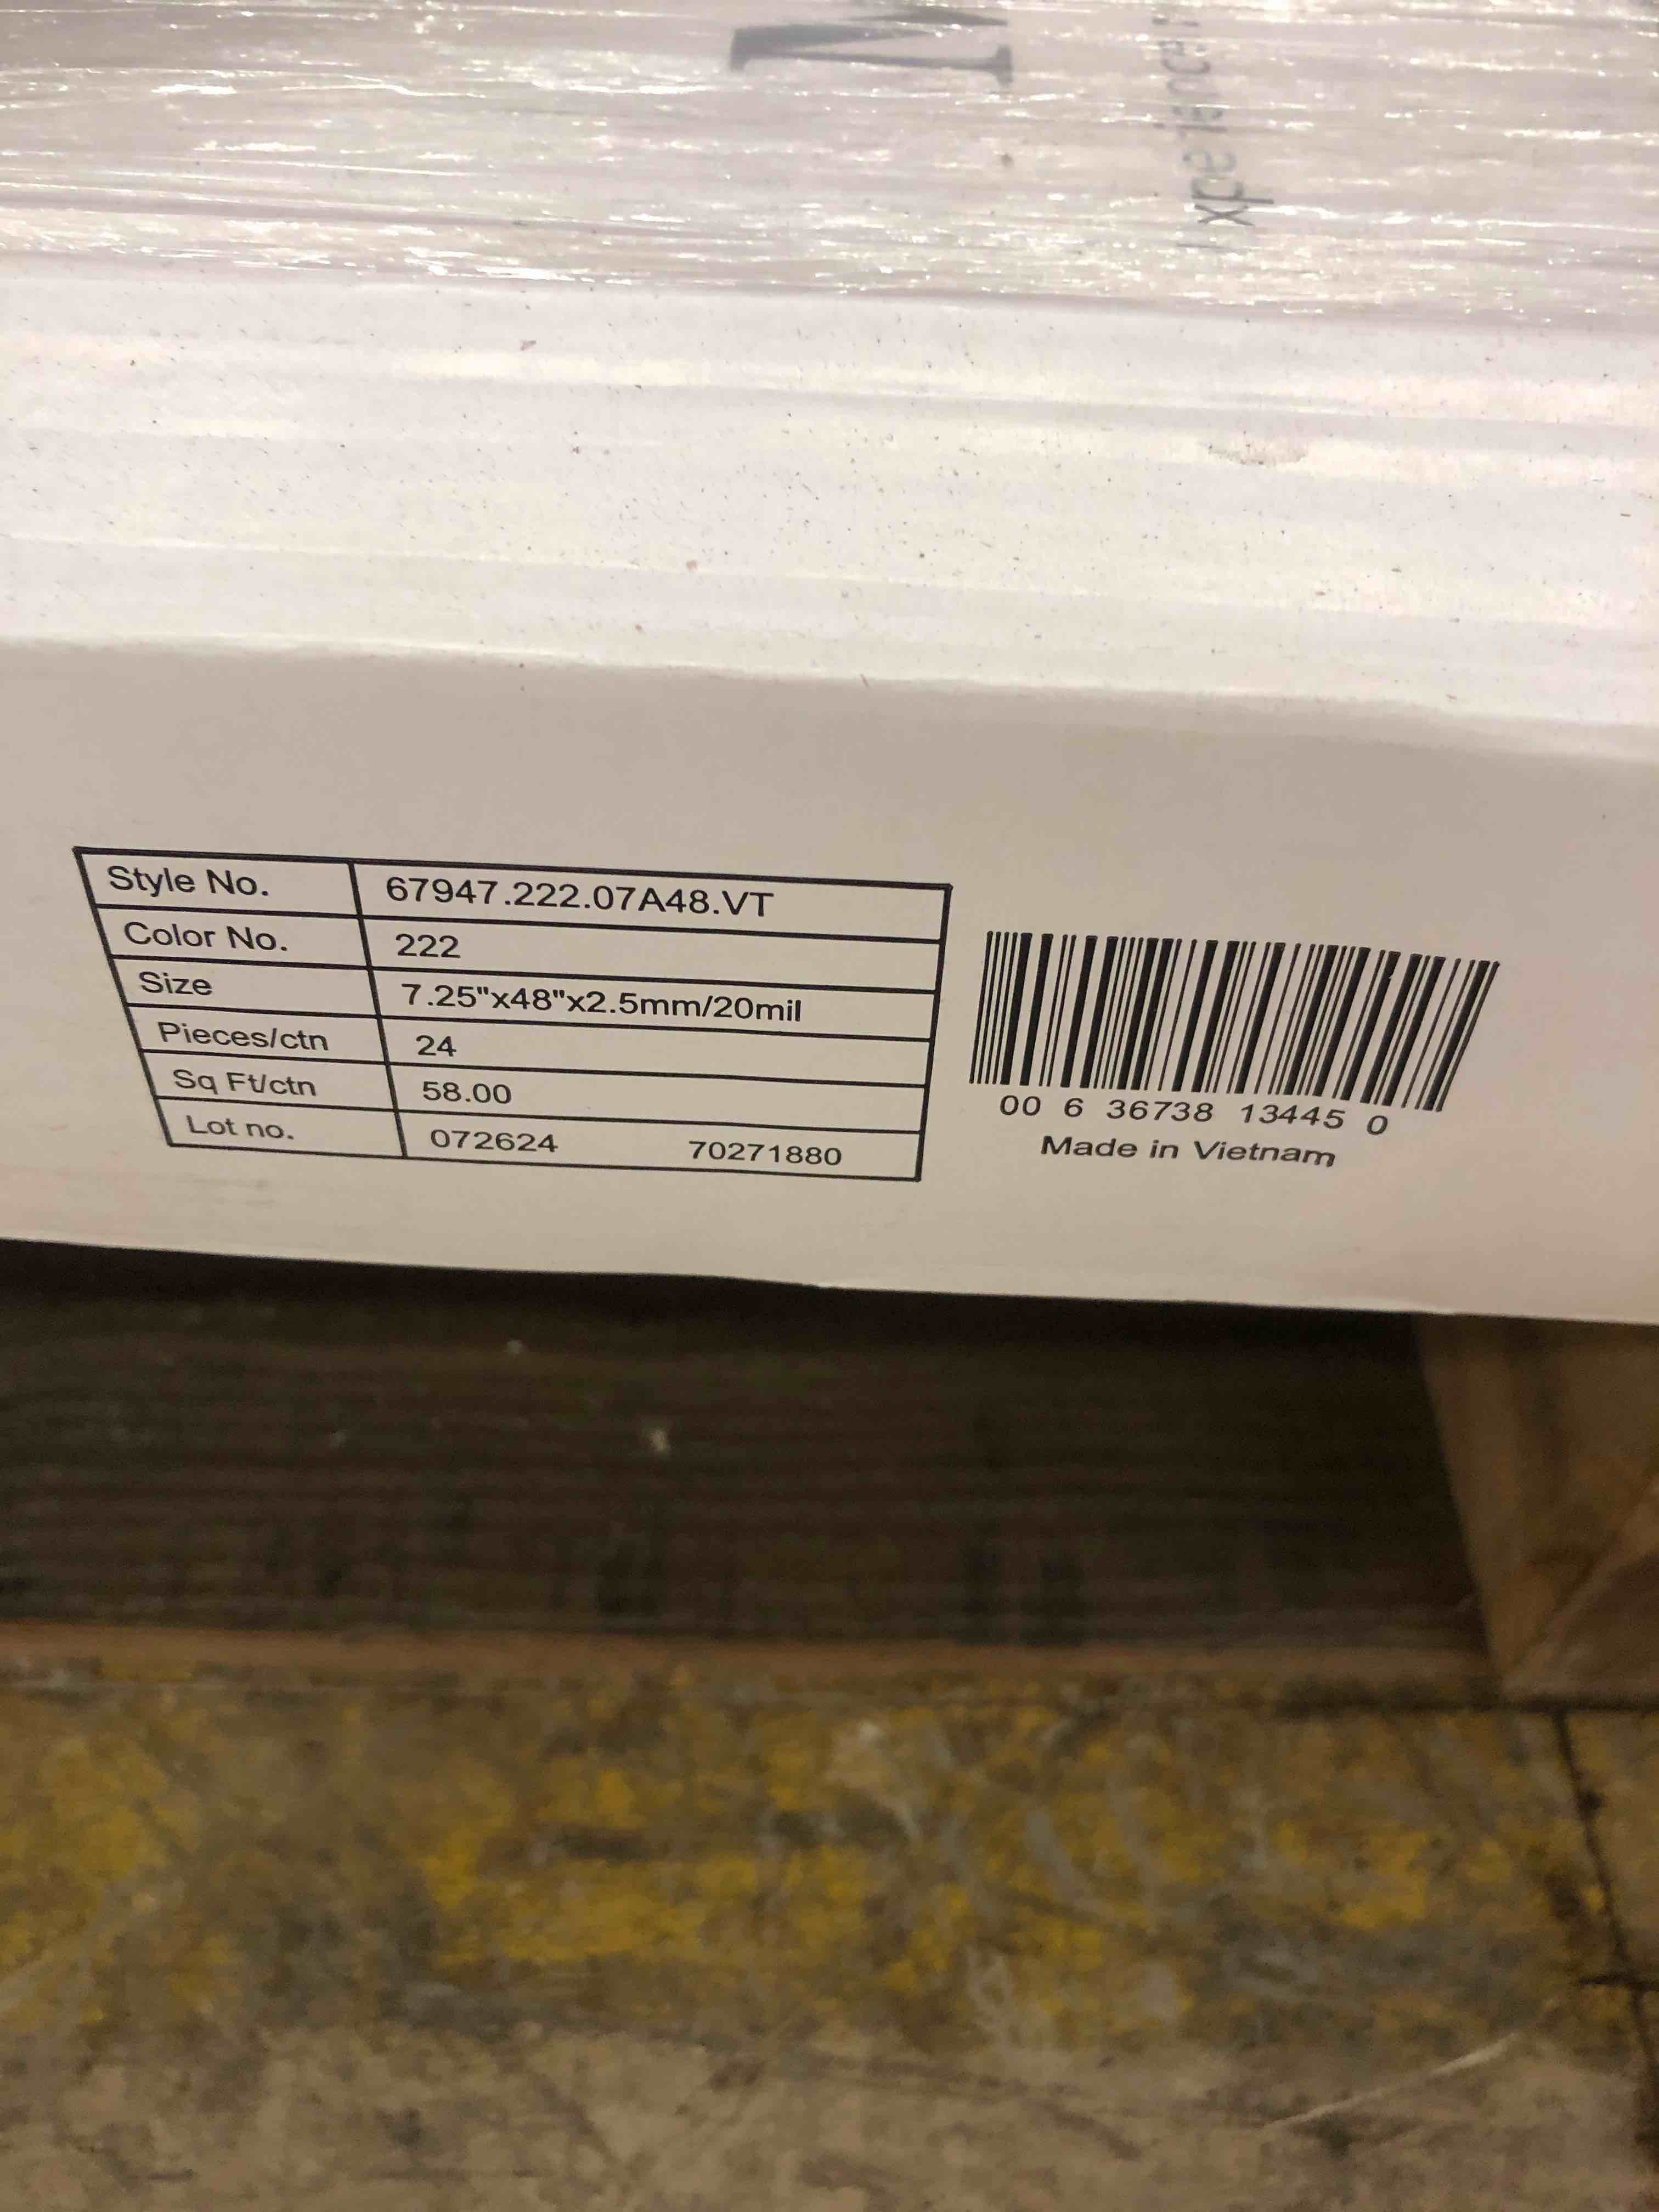 Style No. 67947.222.07A48.VT
Color No. 222
Size 7.25"x48"x2.5mm/20mil
Pieces/ctn 24
Sq Ft/ctn 58.00
Lot no. 072624 70271880
00 6 36738 13445 0
Made in Vietnam